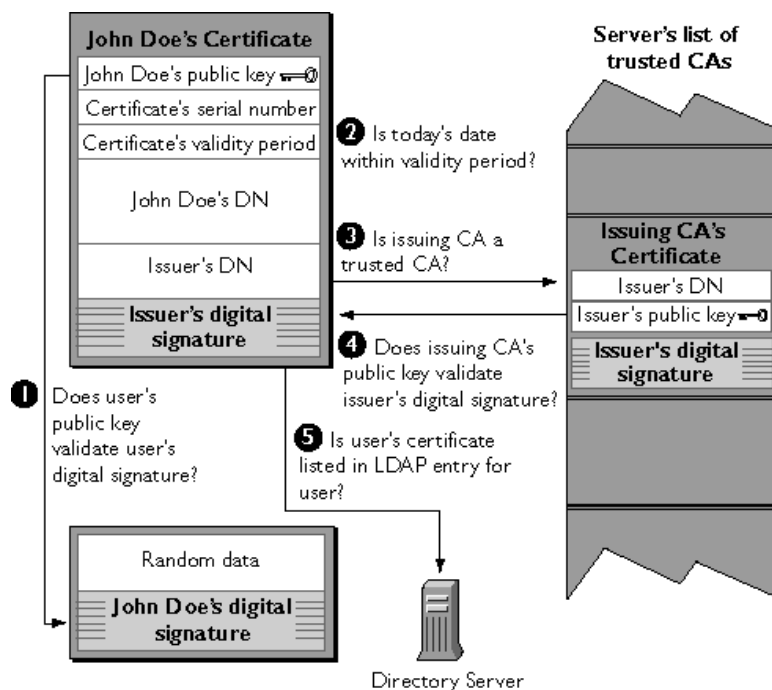 John Doe's Certificate
John Doe's public key
Certificate's serial number
Certificate's validity period
John Doe's DN
Issuer's DN
Issuer's digital
signature
Server's list of
trusted CAs
2 Is today's date
within validity period?
3 Is issuing CA a
trusted CA?
Issuing CA's
Certificate
Issuer's DN
Issuer's public key
Issuer's digital
signature
4 Does issuing CA's
public key validate
issuer's digital signature?
1 Does user's
public key
validate user's
digital signature?
5 Is user's certificate
listed in LDAP entry for
user?
Random data
John Doe's digital
signature
Directory Server